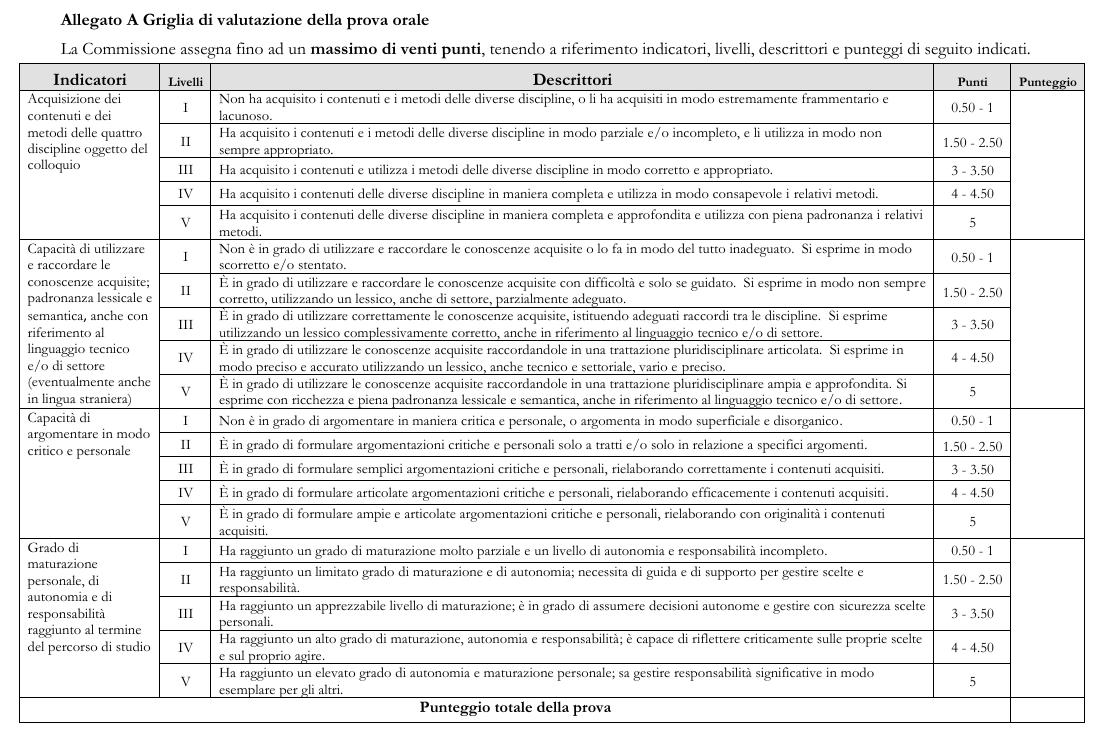 Allegato A Griglia di valutazione della prova orale
La Commissione assegna fino ad un massimo di venti punti, tenendo a riferimento indicatori, livelli, descrittori e punteggi di seguito indicati.
Indicatori Livelli Descrittori Punti Punteggio
Acquisizione dei
contenuti e dei
metodi delle quattro
discipline oggetto del
colloquio
I
Non ha acquisito i contenuti e i metodi delle diverse discipline, o li ha acquisiti in modo estremamente frammentario e
lacunoso.
0.50 - 1
II
Ha acquisito i contenuti e i metodi delle diverse discipline in modo parziale e/o incompleto, e li utilizza in modo non
sempre appropriato.
1.50 - 2.50
III Ha acquisito i contenuti e utilizza i metodi delle diverse discipline in modo corretto e appropriato. 3 - 3.50
IV Ha acquisito i contenuti delle diverse discipline in maniera completa e utilizza in modo consapevole i relativi metodi. 4 - 4.50
V
Ha acquisito i contenuti delle diverse discipline in maniera completa e approfondita e utilizza con piena padronanza i relativi
metodi.
5
Capacità di utilizzare
e raccordare le
conoscenze acquisite;
padronanza lessicale e
semantica, anche con
riferimento al
linguaggio tecnico
e/o di settore
(eventualmente anche
in lingua straniera)
I
Non è in grado di utilizzare e raccordare le conoscenze acquisite o lo fa in modo del tutto inadeguato. Si esprime in modo
scorretto e/o stentato.
0.50 - 1
II
È in grado di utilizzare e raccordare le conoscenze acquisite con difficoltà e solo se guidato. Si esprime in modo non sempre
corretto, utilizzando un lessico, anche di settore, parzialmente adeguato.
1.50 - 2.50
III
È in grado di utilizzare correttamente le conoscenze acquisite, istituendo adeguati raccordi tra le discipline. Si esprime
utilizzando un lessico complessivamente corretto, anche in riferimento al linguaggio tecnico e/o di settore.
3 - 3.50
IV
È in grado di utilizzare le conoscenze acquisite raccordandole in una trattazione pluridisciplinare articolata. Si esprime in
modo preciso e accurato utilizzando un lessico, anche tecnico e settoriale, vario e preciso.
4 - 4.50
V
È in grado di utilizzare le conoscenze acquisite raccordandole in una trattazione pluridisciplinare ampia e approfondita. Si
esprime con ricchezza e piena padronanza lessicale e semantica, anche in riferimento al linguaggio tecnico e/o di settore.
5
Capacità di
argomentare in modo
critico e personale
I Non è in grado di argomentare in maniera critica e personale, o argomenta in modo superficiale e disorganico. 0.50 - 1
II È in grado di formulare argomentazioni critiche e personali solo a tratti e/o solo in relazione a specifici argomenti. 1.50 - 2.50
III È in grado di formulare semplici argomentazioni critiche e personali, rielaborando correttamente i contenuti acquisiti. 3 - 3.50
IV È in grado di formulare articolate argomentazioni critiche e personali, rielaborando efficacemente i contenuti acquisiti. 4 - 4.50
V
È in grado di formulare ampie e articolate argomentazioni critiche e personali, rielaborando con originalità i contenuti
acquisiti.
5
Grado di
maturazione
personale, di
autonomia e di
responsabilità
raggiunto al termine
del percorso di studio
I Ha raggiunto un grado di maturazione molto parziale e un livello di autonomia e responsabilità incompleto. 0.50 - 1
II
Ha raggiunto un limitato grado di maturazione e di autonomia; necessita di guida e di supporto per gestire scelte e
responsabilità.
1.50 - 2.50
III
Ha raggiunto un apprezzabile livello di maturazione; è in grado di assumere decisioni autonome e gestire con sicurezza scelte
personali.
3 - 3.50
IV
Ha raggiunto un alto grado di maturazione, autonomia e responsabilità; è capace di riflettere criticamente sulle proprie scelte
e sul proprio agire.
4 - 4.50
V
Ha raggiunto un elevato grado di autonomia e maturazione personale; sa gestire responsabilità significative in modo
esemplare per gli altri.
5
Punteggio totale della prova